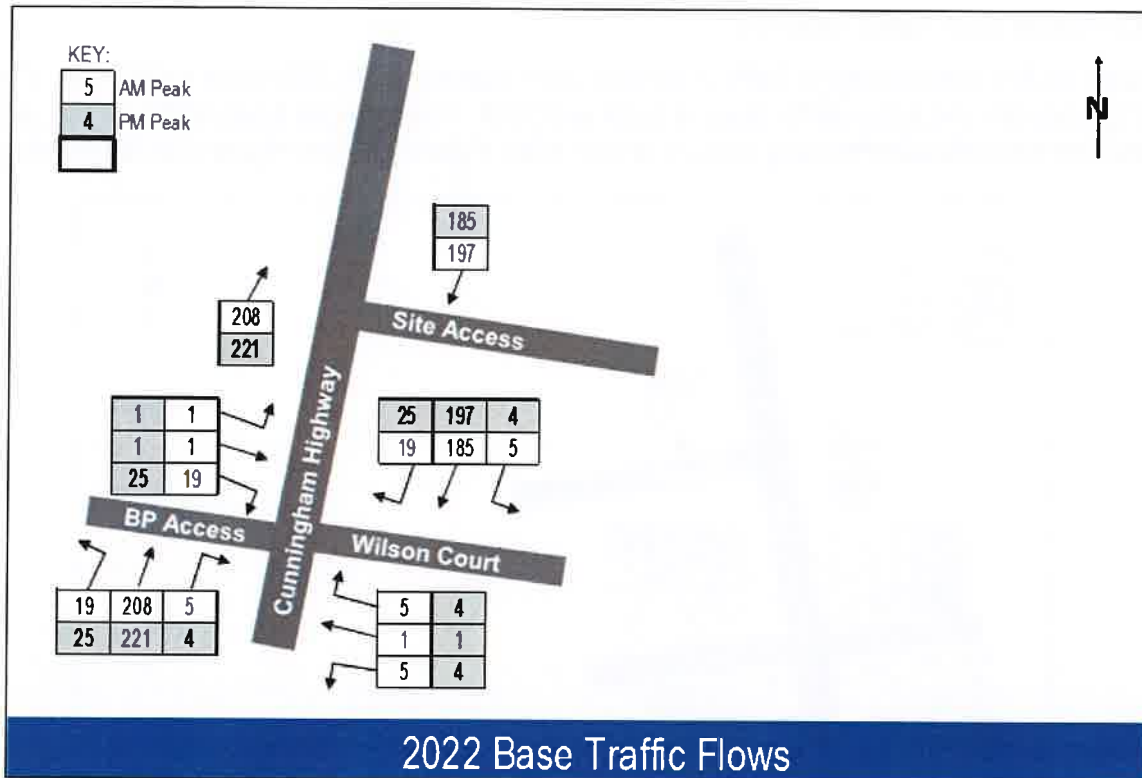 KEY:
5 AM Peak
4 PM Peak
N
185
197
Site Access
208
221
Cunningham Highway
1 1
1 1
25 19
25 197 4
19 185 5
BP Access
Wilson Court
19 208 5
25 221 4
5 4
1 1
5 4
2022 Base Traffic Flows